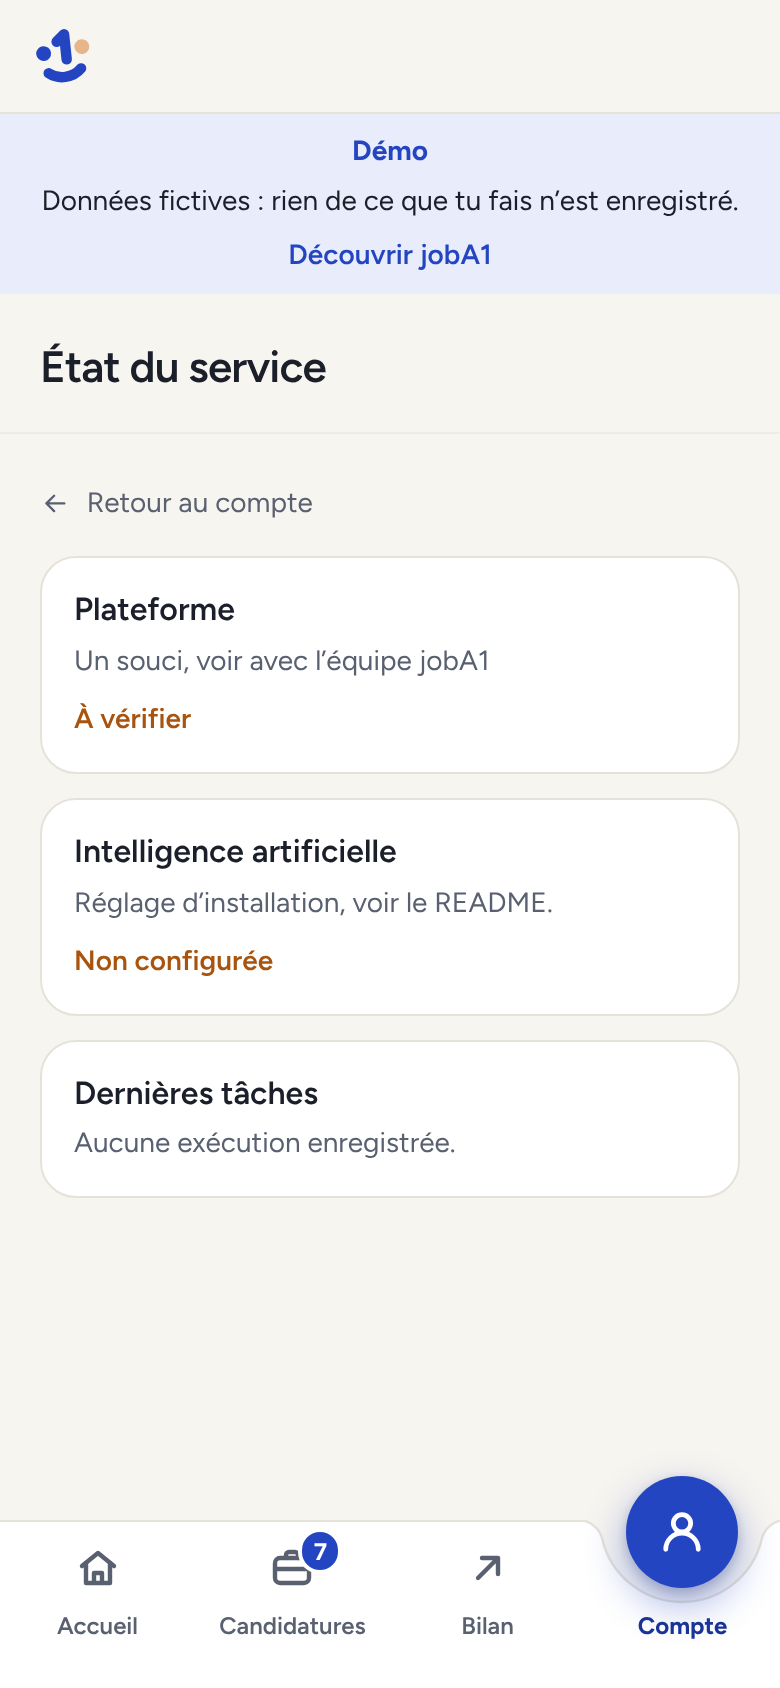 Démo
Données fictives : rien de ce que tu fais n’est enregistré.
Découvrir jobA1
État du service
← Retour au compte
Plateforme
Un souci, voir avec l’équipe jobA1
À vérifier
Intelligence artificielle
Réglage d’installation, voir le README.
Non configurée
Dernières tâches
Aucune exécution enregistrée.
7
Accueil
Candidatures
Bilan
Compte